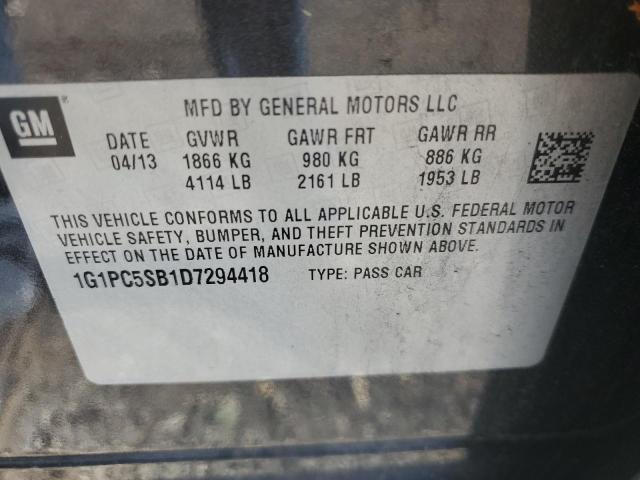 GM
MFD BY GENERAL MOTORS LLC
DATE GVWR GAWR FRT GAWR RR
04/13 1866 KG 980 KG 886 KG
4114 LB 2161 LB 1953 LB
THIS VEHICLE CONFORMS TO ALL APPLICABLE U.S. FEDERAL MOTOR
VEHICLE SAFETY, BUMPER, AND THEFT PREVENTION STANDARDS IN
EFFECT ON THE DATE OF MANUFACTURE SHOWN ABOVE.
1G1PC5SB1D7294418 TYPE: PASS CAR